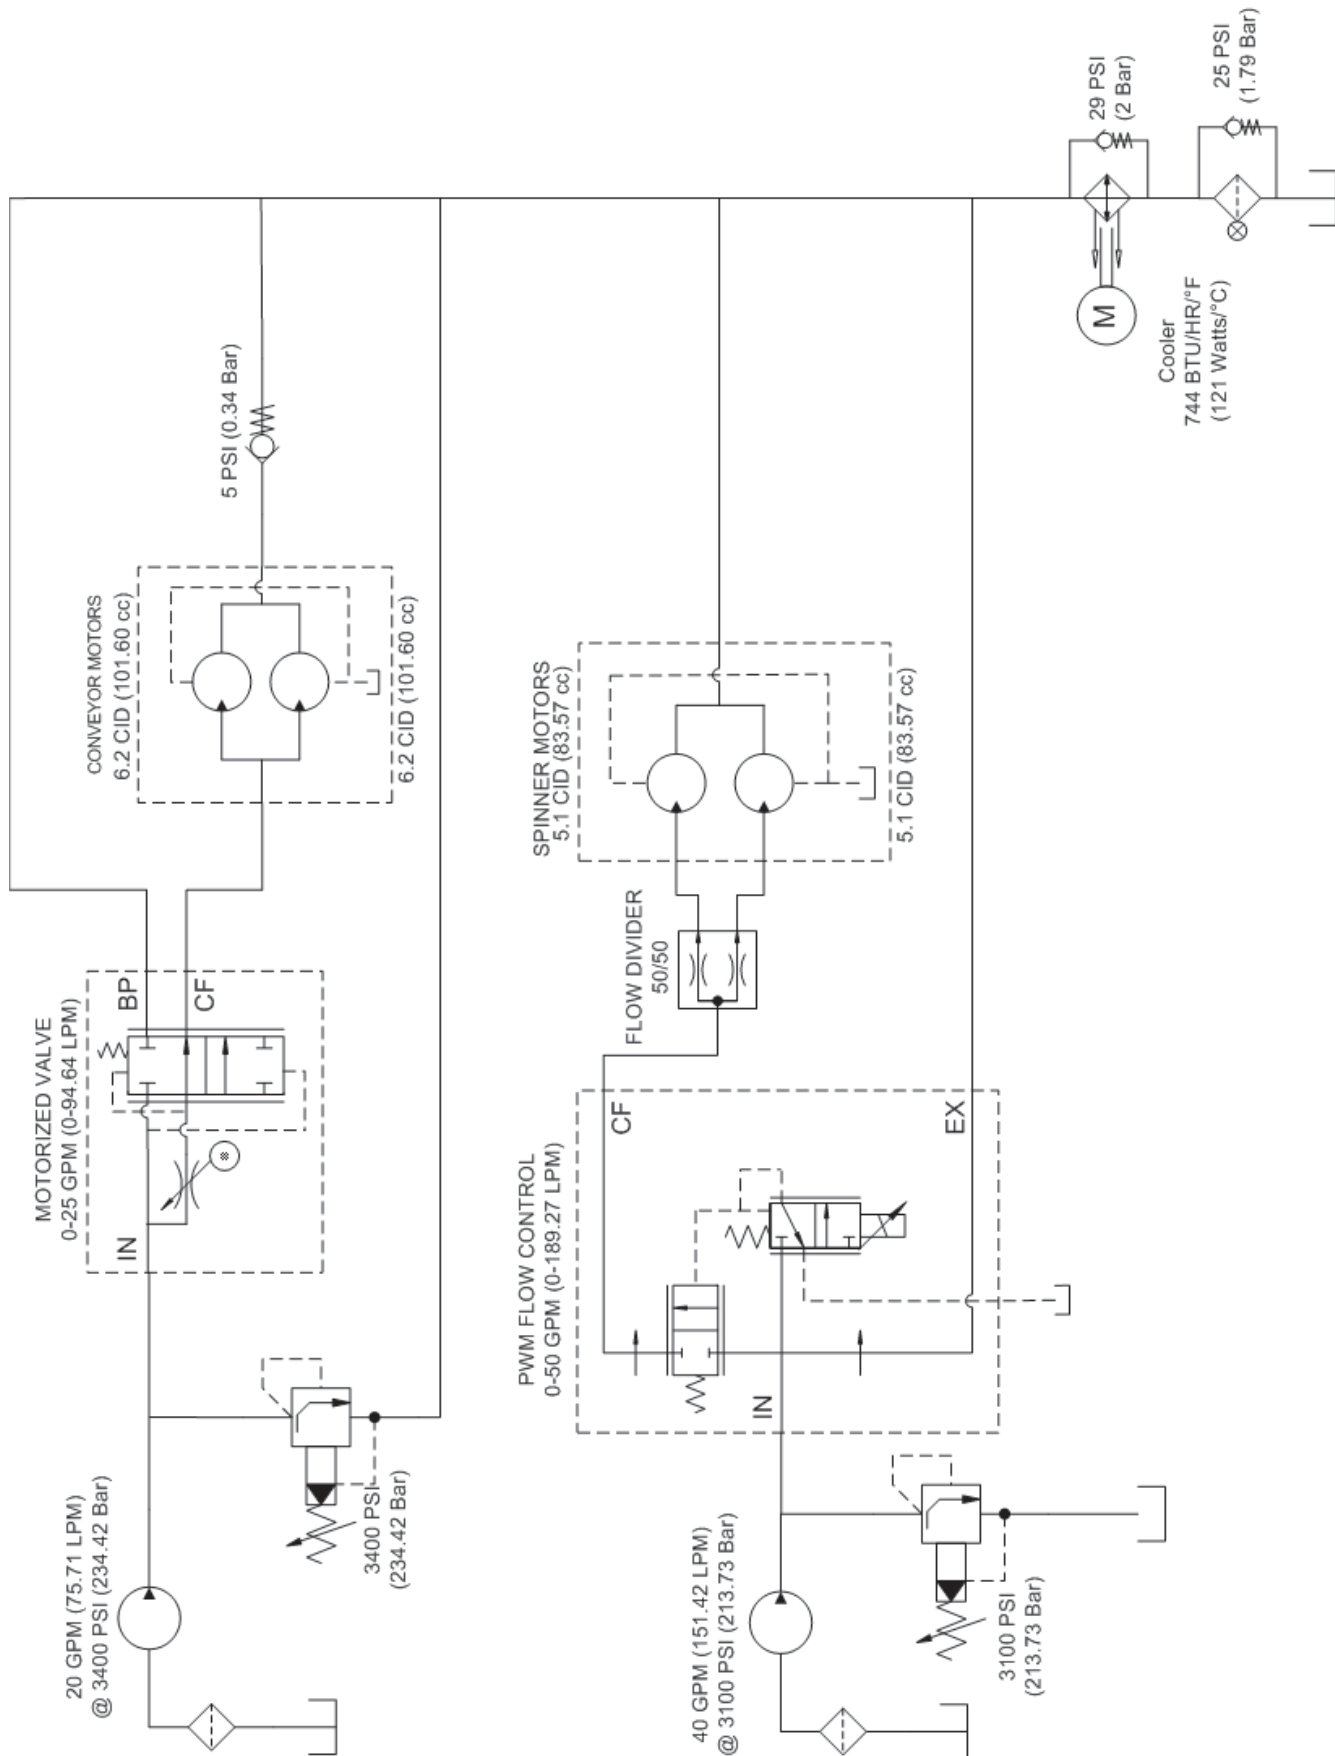 20 GPM (75.71 LPM)
@ 3400 PSI (234.42 Bar)
3400 PSI
(234.42 Bar)
MOTORIZED VALVE
0-25 GPM (0-94.64 LPM)
IN
BP
CF
CONVEYOR MOTORS
6.2 CID (101.60 cc)
6.2 CID (101.60 cc)
5 PSI (0.34 Bar)
40 GPM (151.42 LPM)
@ 3100 PSI (213.73 Bar)
3100 PSI
(213.73 Bar)
PWM FLOW CONTROL
0-50 GPM (0-189.27 LPM)
IN
CF
EX
FLOW DIVIDER
50/50
SPINNER MOTORS
5.1 CID (83.57 cc)
5.1 CID (83.57 cc)
M
Cooler
744 BTU/HR/°F
(121 Watts/°C)
29 PSI
(2 Bar)
25 PSI
(1.79 Bar)